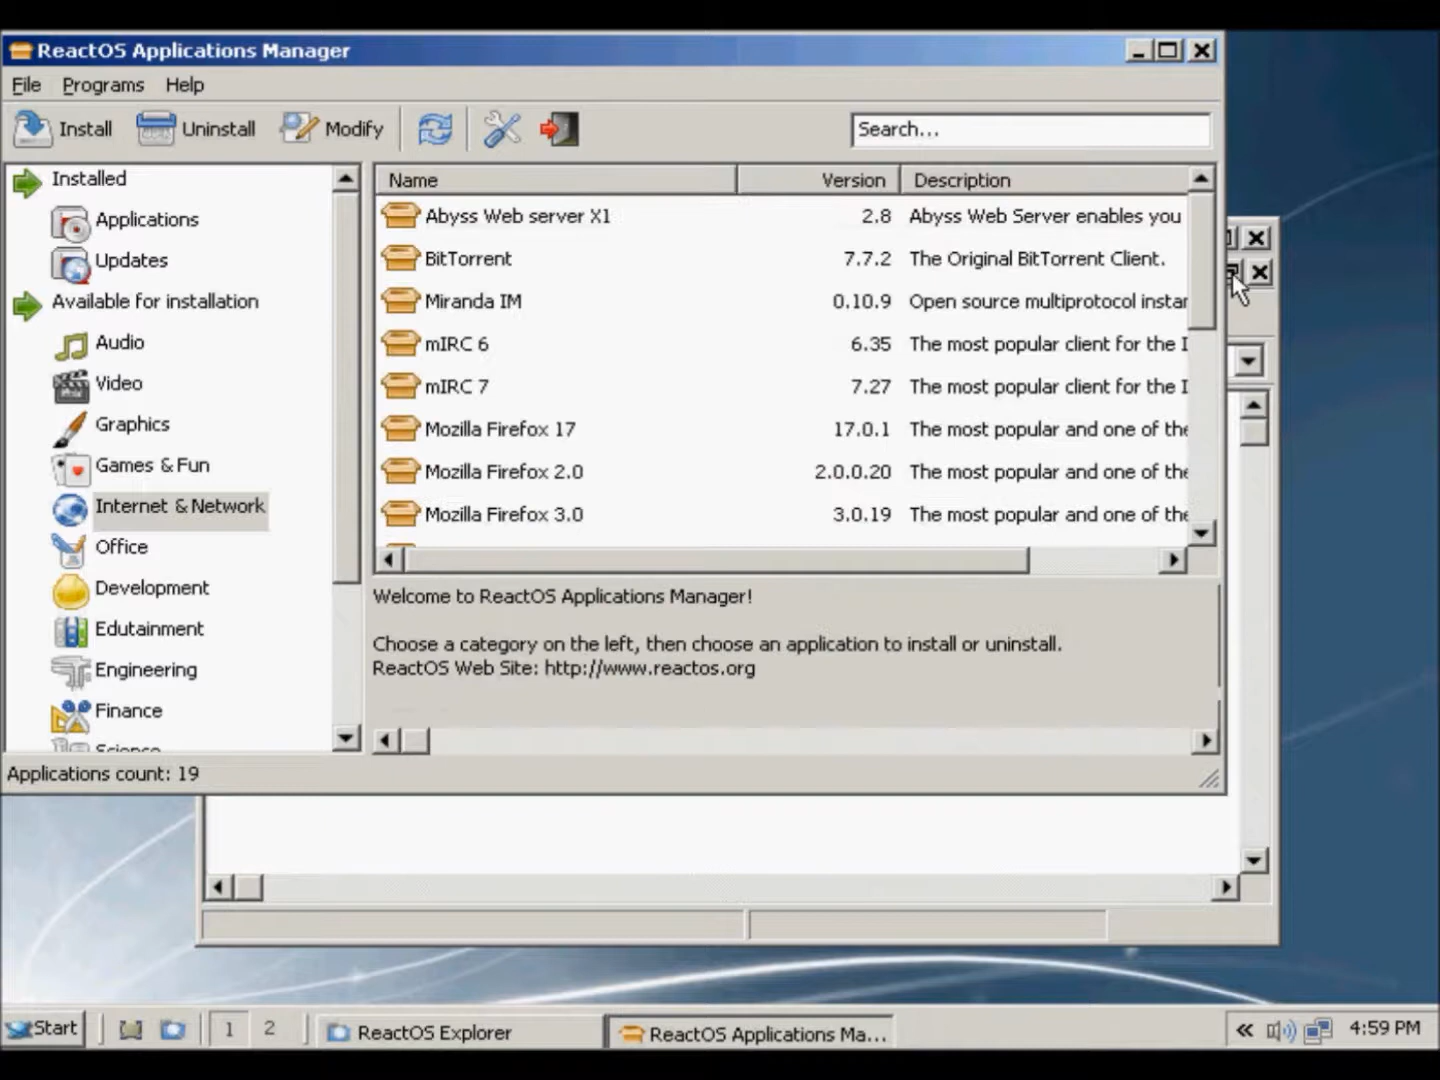 ReactOS Applications Manager
File Programs Help
Install Uninstall Modify Search...
Installed
Applications
Updates
Available for installation
Audio
Video
Graphics
Games & Fun
Internet & Network
Office
Development
Edutainment
Engineering
Finance
Science
Name Version Description
Abyss Web server X1 2.8 Abyss Web Server enables you
BitTorrent 7.7.2 The Original BitTorrent Client.
Miranda IM 0.10.9 Open source multiprotocol instar
mIRC 6 6.35 The most popular client for the I
mIRC 7 7.27 The most popular client for the I
Mozilla Firefox 17 17.0.1 The most popular and one of the
Mozilla Firefox 2.0 2.0.0.20 The most popular and one of the
Mozilla Firefox 3.0 3.0.19 The most popular and one of the
Welcome to ReactOS Applications Manager!
Choose a category on the left, then choose an application to install or uninstall.
ReactOS Web Site: http://www.reactos.org
Applications count: 19
Start 1 2 ReactOS Explorer ReactOS Applications Ma... 4:59 PM